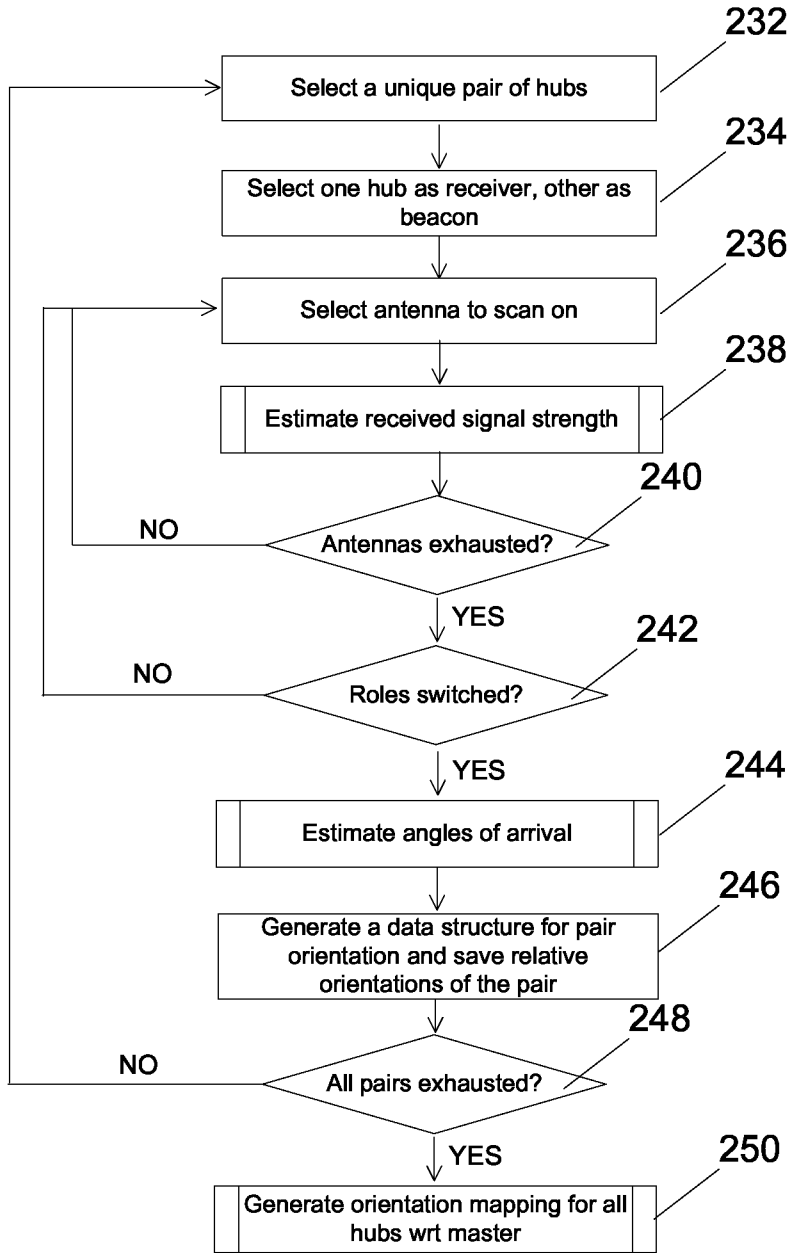 232
Select a unique pair of hubs
234
Select one hub as receiver, other as
beacon
236
Select antenna to scan on
238
Estimate received signal strength
240
NO
Antennas exhausted?
YES
242
NO
Roles switched?
YES
244
Estimate angles of arrival
246
Generate a data structure for pair
orientation and save relative
orientations of the pair
248
NO
All pairs exhausted?
YES
250
Generate orientation mapping for all
hubs wrt master